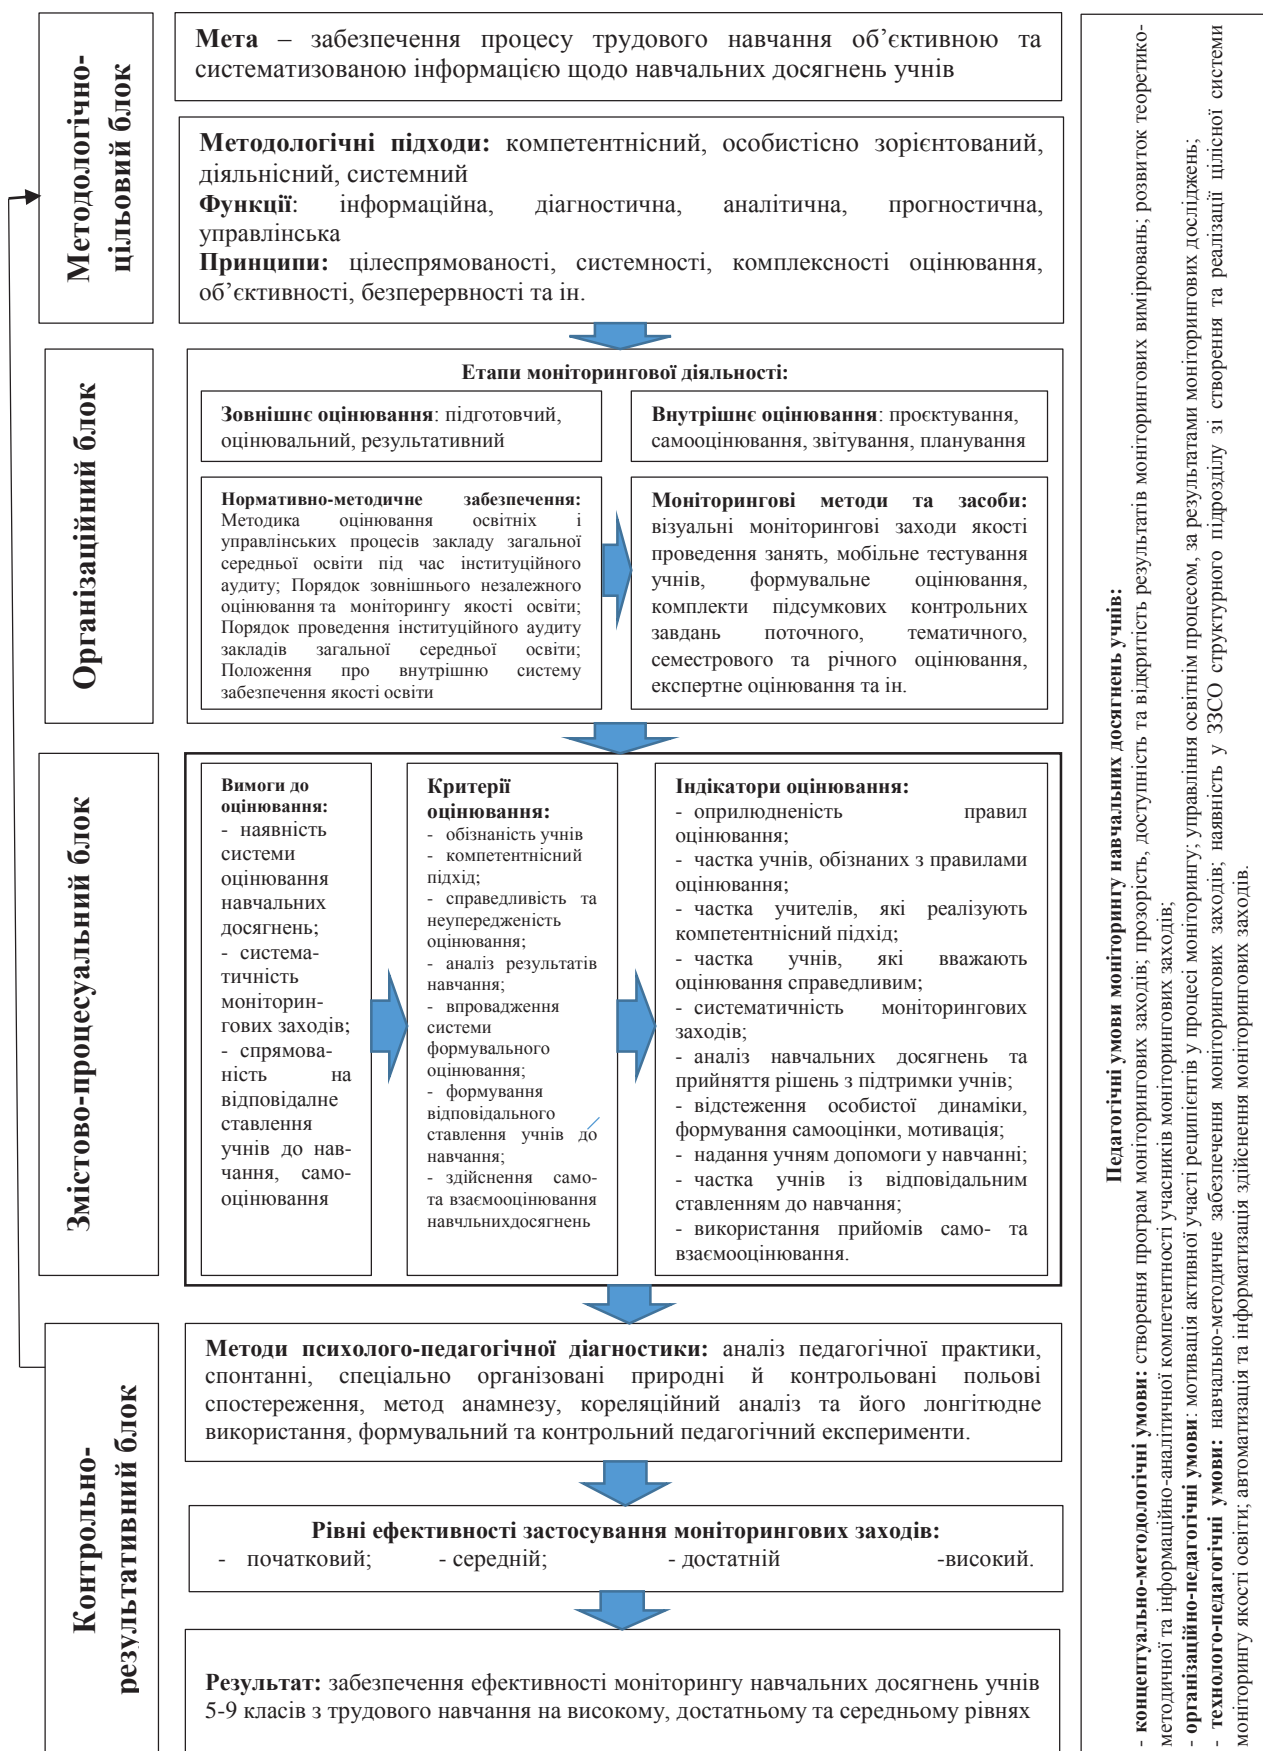 Методологічно-
цільовий блок
Мета – забезпечення процесу трудового навчання об’єктивною та
систематизованою інформацією щодо навчальних досягнень учнів
Методологічні підходи: компетентнісний, особистісно зорієнтований,
діяльнісний, системний
Функції: інформаційна, діагностична, аналітична, прогностична,
управлінська
Принципи: цілеспрямованості, системності, комплексності оцінювання,
об’єктивності, безперервності та ін.
Організаційний блок
Етапи моніторингової діяльності:
Зовнішнє оцінювання: підготовчий,
оцінювальний, результативний
Внутрішнє оцінювання: проєктування,
самооцінювання, звітування, планування
Нормативно-методичне забезпечення:
Методика оцінювання освітніх і
управлінських процесів закладу загальної
середньої освіти під час інституційного
аудиту; Порядок зовнішнього незалежного
оцінювання та моніторингу якості освіти;
Порядок проведення інституційного аудиту
закладів загальної середньої освіти;
Положення про внутрішню систему
забезпечення якості освіти
Моніторингові методи та засоби:
візуальні моніторингові заходи якості
проведення занять, мобільне тестування
учнів, формувальне оцінювання,
комплекти підсумкових контрольних
завдань поточного, тематичного,
семестрового та річного оцінювання,
експертне оцінювання та ін.
Змістово-процесуальний блок
Вимоги до
оцінювання:
- наявність
системи
оцінювання
навчальних
досягнень;
- система-
тичність
моніторин-
гових заходів;
- спрямова-
ність на
відповідалне
ставлення
учнів до нав-
чання, само-
оцінювання
Критерії
оцінювання:
- обізнаність учнів
- компетентнісний
підхід;
- справедливість та
неупередженість
оцінювання;
- аналіз результатів
навчання;
- впровадження
системи
формувального
оцінювання;
- формування
відповідального
ставлення учнів до
навчання;
- здійснення само-
та взаємооцінювання
навчльнихдосягнень
Індікатори оцінювання:
- оприлюдненість правил
оцінювання;
- частка учнів, обізнаних з правилами
оцінювання;
- частка учителів, які реалізують
компетентнісний підхід;
- частка учнів, які вважають
оцінювання справедливим;
- систематичність моніторингових
заходів;
- аналіз навчальних досягнень та
прийняття рішень з підтримки учнів;
- відстеження особистої динаміки,
формування самооцінки, мотивація;
- надання учням допомоги у навчанні;
- частка учнів із відповідальним
ставленням до навчання;
- використання прийомів само- та
взаємооцінювання.
Контрольно-
результативний блок
Методи психолого-педагогічної діагностики: аналіз педагогічної практики,
спонтанні, спеціально організовані природні й контрольовані польові
спостереження, метод анамнезу, кореляційний аналіз та його лонгітюдне
використання, формувальний та контрольний педагогічний експерименти.
Рівні ефективності застосування моніторингових заходів:
- початковий; - середній; - достатній -високий.
Результат: забезпечення ефективності моніторингу навчальних досягнень учнів
5-9 класів з трудового навчання на високому, достатньому та середньому рівнях
Педагогічні умови моніторингу навчальних досягнень учнів:
- концептуально-методологічні умови: створення програм моніторингових заходів; прозорість, доступність та відкритість результатів моніторингових вимірювань; розвиток теоретико-
методичної та інформаційно-аналітичної компетентності учасників моніторингових заходів;
- організаційно-педагогічні умови: мотивація активної участі реципієнтів у процесі моніторингу; управління освітнім процесом, за результатами моніторингових досліджень;
- технолого-педагогічні умови: навчально-методичне забезпечення моніторингових заходів; наявність у ЗЗСО структурного підрозділу зі створення та реалізації цілісної системи
моніторингу якості освіти; автоматизація та інформатизація здійснення моніторингових заходів.